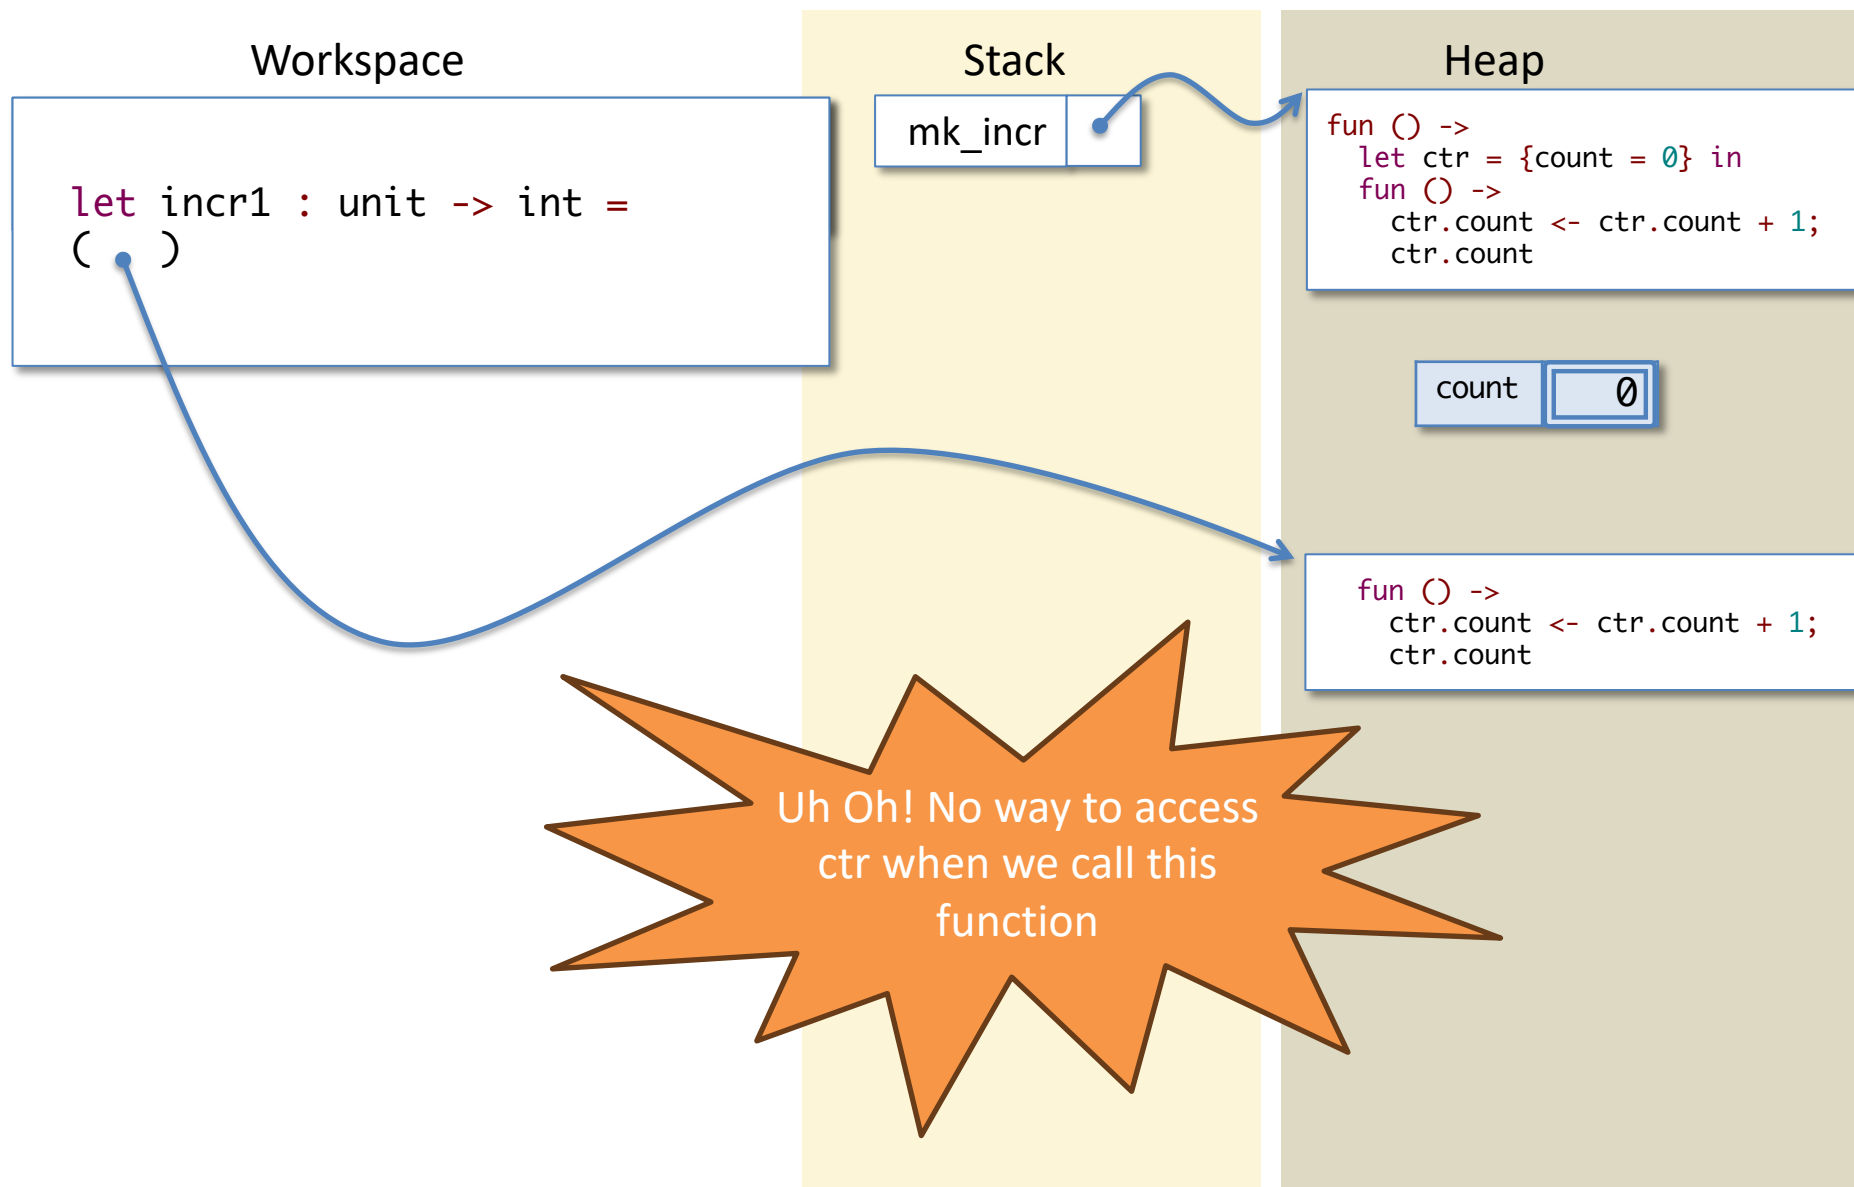 Workspace
Stack
Heap
let incr1 : unit -> int =
( )
mk_incr
fun () ->
let ctr = {count = 0} in
fun () ->
ctr.count <- ctr.count + 1;
ctr.count
count 0
fun () ->
ctr.count <- ctr.count + 1;
ctr.count
Uh Oh! No way to access
ctr when we call this
function